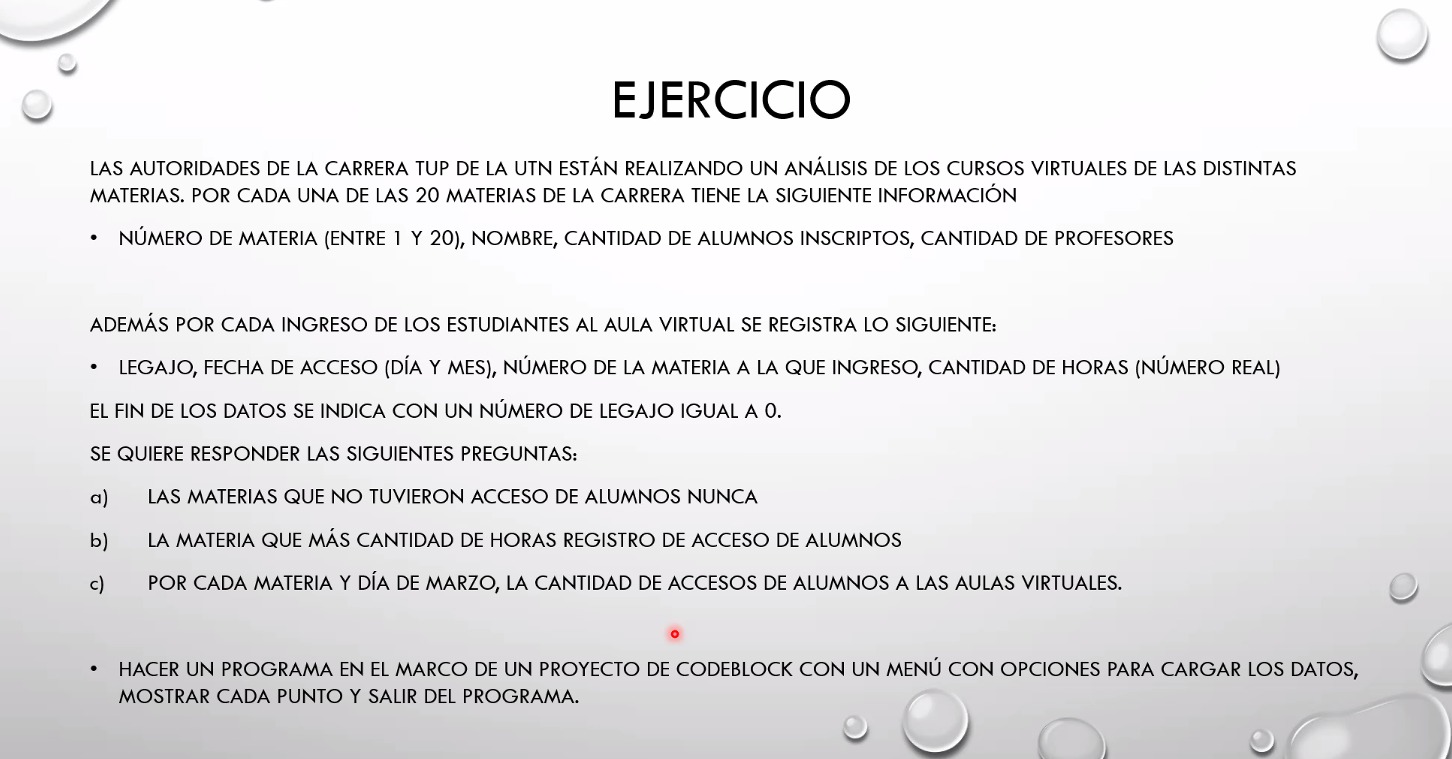 EJERCICIO
LAS AUTORIDADES DE LA CARRERA TUP DE LA UTN ESTÁN REALIZANDO UN ANÁLISIS DE LOS CURSOS VIRTUALES DE LAS DISTINTAS
MATERIAS. POR CADA UNA DE LAS 20 MATERIAS DE LA CARRERA TIENE LA SIGUIENTE INFORMACIÓN
• NÚMERO DE MATERIA (ENTRE 1 Y 20), NOMBRE, CANTIDAD DE ALUMNOS INSCRIPTOS, CANTIDAD DE PROFESORES
ADEMÁS POR CADA INGRESO DE LOS ESTUDIANTES AL AULA VIRTUAL SE REGISTRA LO SIGUIENTE:
• LEGAJO, FECHA DE ACCESO (DÍA Y MES), NÚMERO DE LA MATERIA A LA QUE INGRESO, CANTIDAD DE HORAS (NÚMERO REAL)
EL FIN DE LOS DATOS SE INDICA CON UN NÚMERO DE LEGAJO IGUAL A 0.
SE QUIERE RESPONDER LAS SIGUIENTES PREGUNTAS:
a) LAS MATERIAS QUE NO TUVIERON ACCESO DE ALUMNOS NUNCA
b) LA MATERIA QUE MÁS CANTIDAD DE HORAS REGISTRO DE ACCESO DE ALUMNOS
c) POR CADA MATERIA Y DÍA DE MARZO, LA CANTIDAD DE ACCESOS DE ALUMNOS A LAS AULAS VIRTUALES.
• HACER UN PROGRAMA EN EL MARCO DE UN PROYECTO DE CODEBLOCK CON UN MENÚ CON OPCIONES PARA CARGAR LOS DATOS,
MOSTRAR CADA PUNTO Y SALIR DEL PROGRAMA.